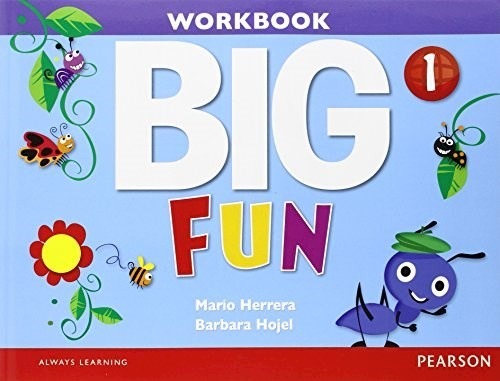 WORKBOOK
BIG
1
FUN
Mario Herrera
Barbara Hojel
ALWAYS LEARNING
PEARSON